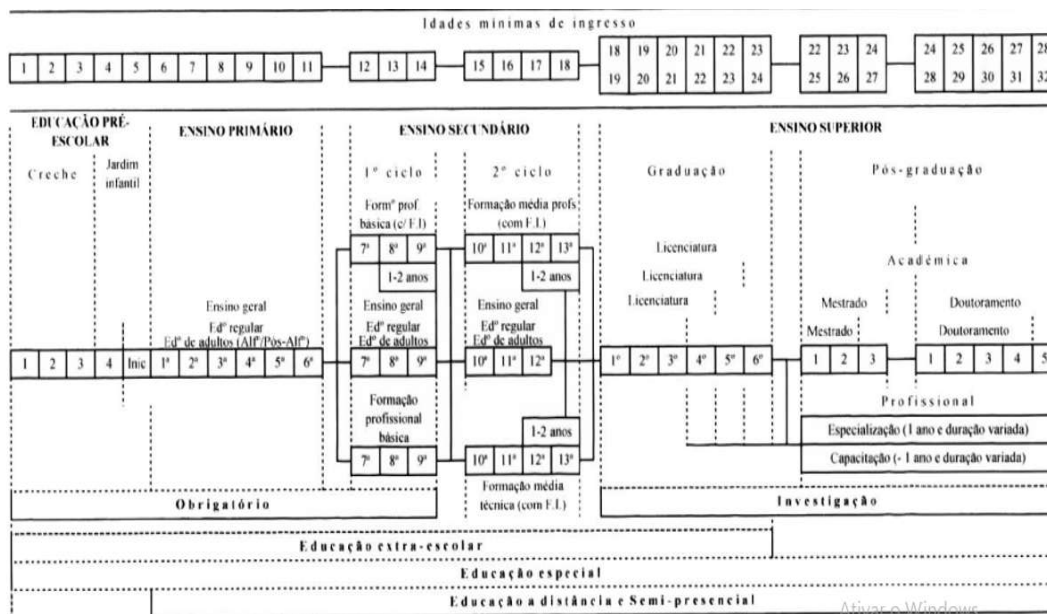 Idades mínimas de ingresso
18 19 20 21 22 23 22 23 24 24 25 26 27 28
1 2 3 4 5 6 7 8 9 10 11 12 13 14 15 16 17 18
19 20 21 22 23 24 25 26 27 28 29 30 31 32
EDUCAÇÃO PRÉ-ESCOLAR
ENSINO PRIMÁRIO
ENSINO SECUNDÁRIO
ENSINO SUPERIOR
Creche
Jardim
infantil
1º ciclo
2º ciclo
Graduação
Pós-graduação
Formº prof
básica (c/ F.I)
Formação média profs
(com F.I.)
7ª 8ª 9ª
10ª 11ª 12ª 13ª
1-2 anos
1-2 anos
Licenciatura
Licenciatura
Licenciatura
Académica
Mestrado
Doutoramento
Mestrado
Doutoramento
Ensino geral
Edº regular
Edº de adultos (Alfº/Pós-Alfº)
Ensino geral
Edº regular
Edº de adultos
Ensino geral
Edº regular
Edº de adultos
1 2 3 4 Inic 1ª 2ª 3ª 4ª 5ª 6ª 7ª 8ª 9ª 10ª 11ª 12ª 1º 2º 3º 4º 5º 6º 1 2 3 1 2 3 4 5
Formação
profissional
básica
7ª 8ª 9ª
1-2 anos
10ª 11ª 12ª 13ª
Formação média
técnica (com F.I.)
Profissional
Especialização (1 ano e duração variada)
Capacitação (- 1 ano e duração variada)
Obrigatório
Investigação
Educação extra-escolar
Educação especial
Educação a distância e Semi-presencial
Ativar o Windows